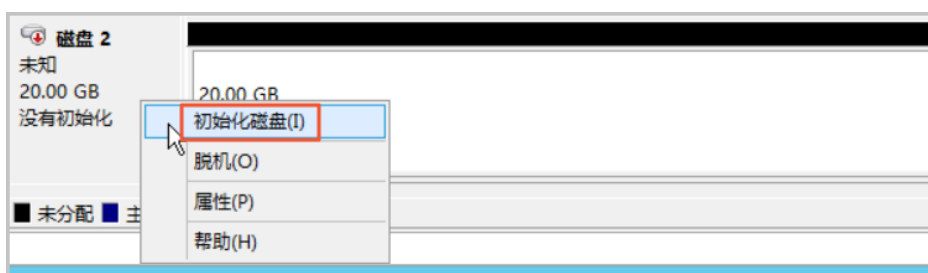 磁盘 2
未知
20.00 GB
没有初始化
20.00 GB
初始化磁盘(I)
脱机(O)
属性(P)
帮助(H)
未分配 主